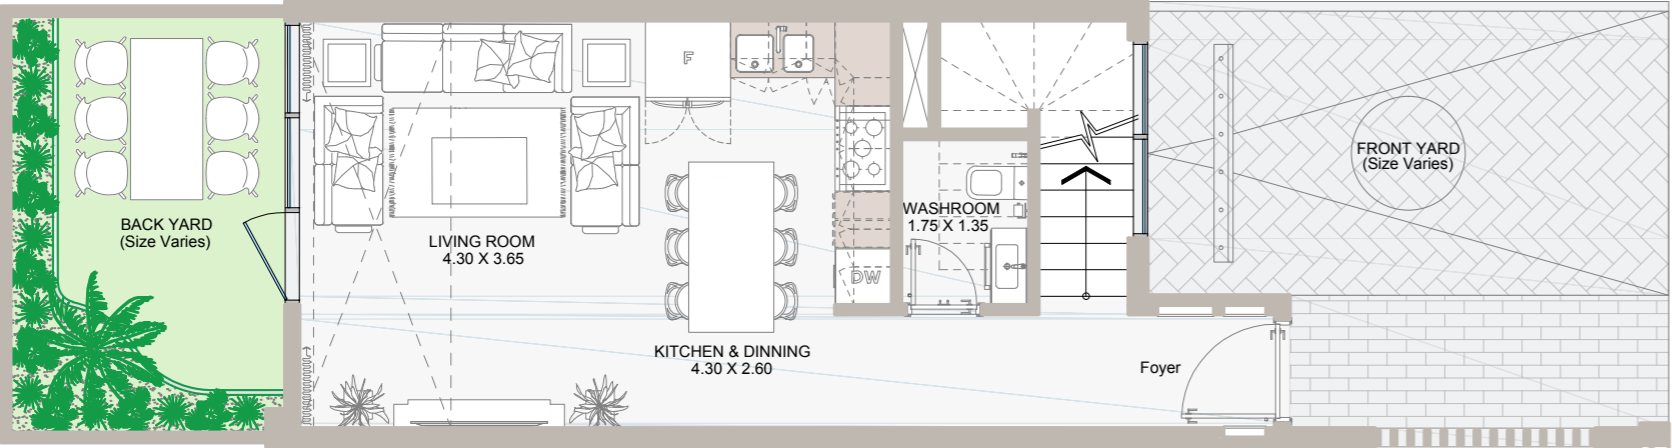 BACK YARD
(Size Varies)
LIVING ROOM
4.30 X 3.65
F
KITCHEN & DINNING
4.30 X 2.60
DW
WASHROOM
1.75 X 1.35
Foyer
FRONT YARD
(Size Varies)